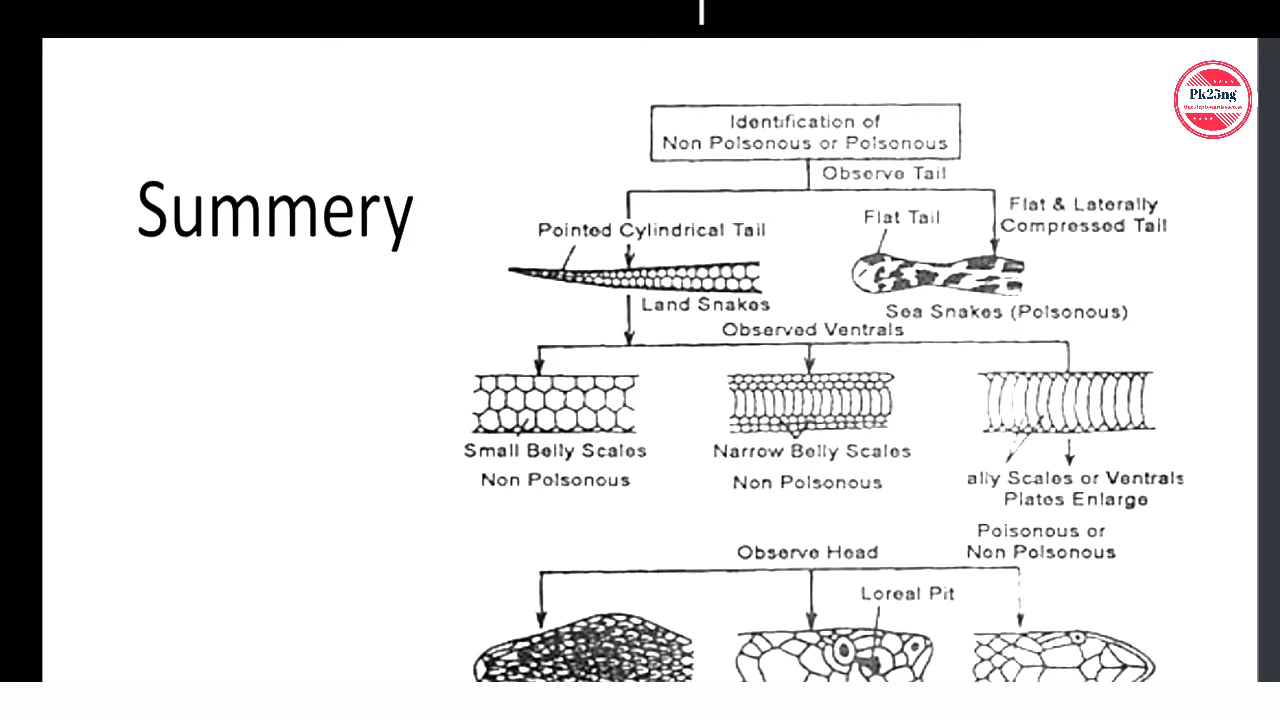 Pk25ng
Identification of
Non Poisonous or Poisonous
Observe Tail
Summery
Flat & Laterally
Compressed Tail
Flat Tail
Pointed Cylindrical Tail
Land Snakes
Sea Snakes (Poisonous)
Observed Ventrals
Small Belly Scales
Non Poisonous
Narrow Belly Scales
Non Poisonous
ally Scales or Ventrals
Plates Enlarge
Poisonous or
Non Poisonous
Observe Head
Loreal Pit